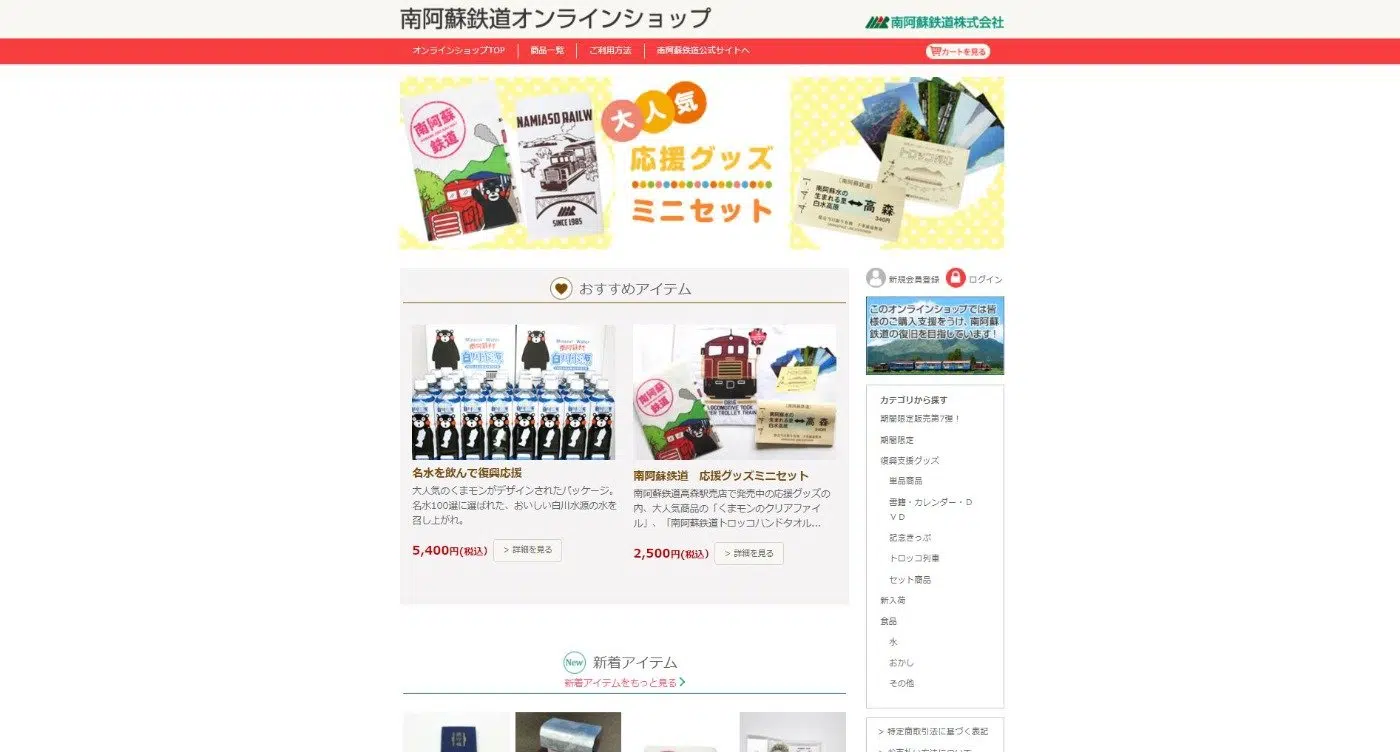 南阿蘇鉄道オンラインショップ
南阿蘇鉄道株式会社
オンラインショップTOP
商品一覧
ご利用方法
南阿蘇鉄道公式サイトへ
カートを見る
南阿蘇
鉄道
NAMIASO RAILW
SINCE 1985
大人気
応援グッズ
ミニセット
トロッコ列車
(南阿蘇鉄道)
南阿蘇水の
生まれる里
白水高原
⬌高森
340円
おすすめアイテム
新規会員登録
ログイン
このオンラインショップでは皆
様のご購入支援をうけ、南阿蘇
鉄道の復旧を目指しています!
名水を飲んで復興応援
大人気のくまモンがデザインされたパッケージ。
名水100選に選ばれた、おいしい白川水源の水を
召し上がれ。
5,400円(税込)
> 詳細を見る
南阿蘇鉄道 応援グッズミニセット
南阿蘇鉄道高森駅売店で発売中の応援グッズの
内、大人気商品の「くまモンのクリアファイ
ル」、「南阿蘇鉄道トロッコハンドタオル...
2,500円(税込)
> 詳細を見る
カテゴリから探す
期間限定販売第7弾!
期間限定
復興支援グッズ
単品商品
書籍・カレンダー・D
VD
記念きっぷ
トロッコ列車
セット商品
新入荷
食品
水
おかし
その他
New 新着アイテム
新着アイテムをもっと見る
> 特定商取引法に基づく表記